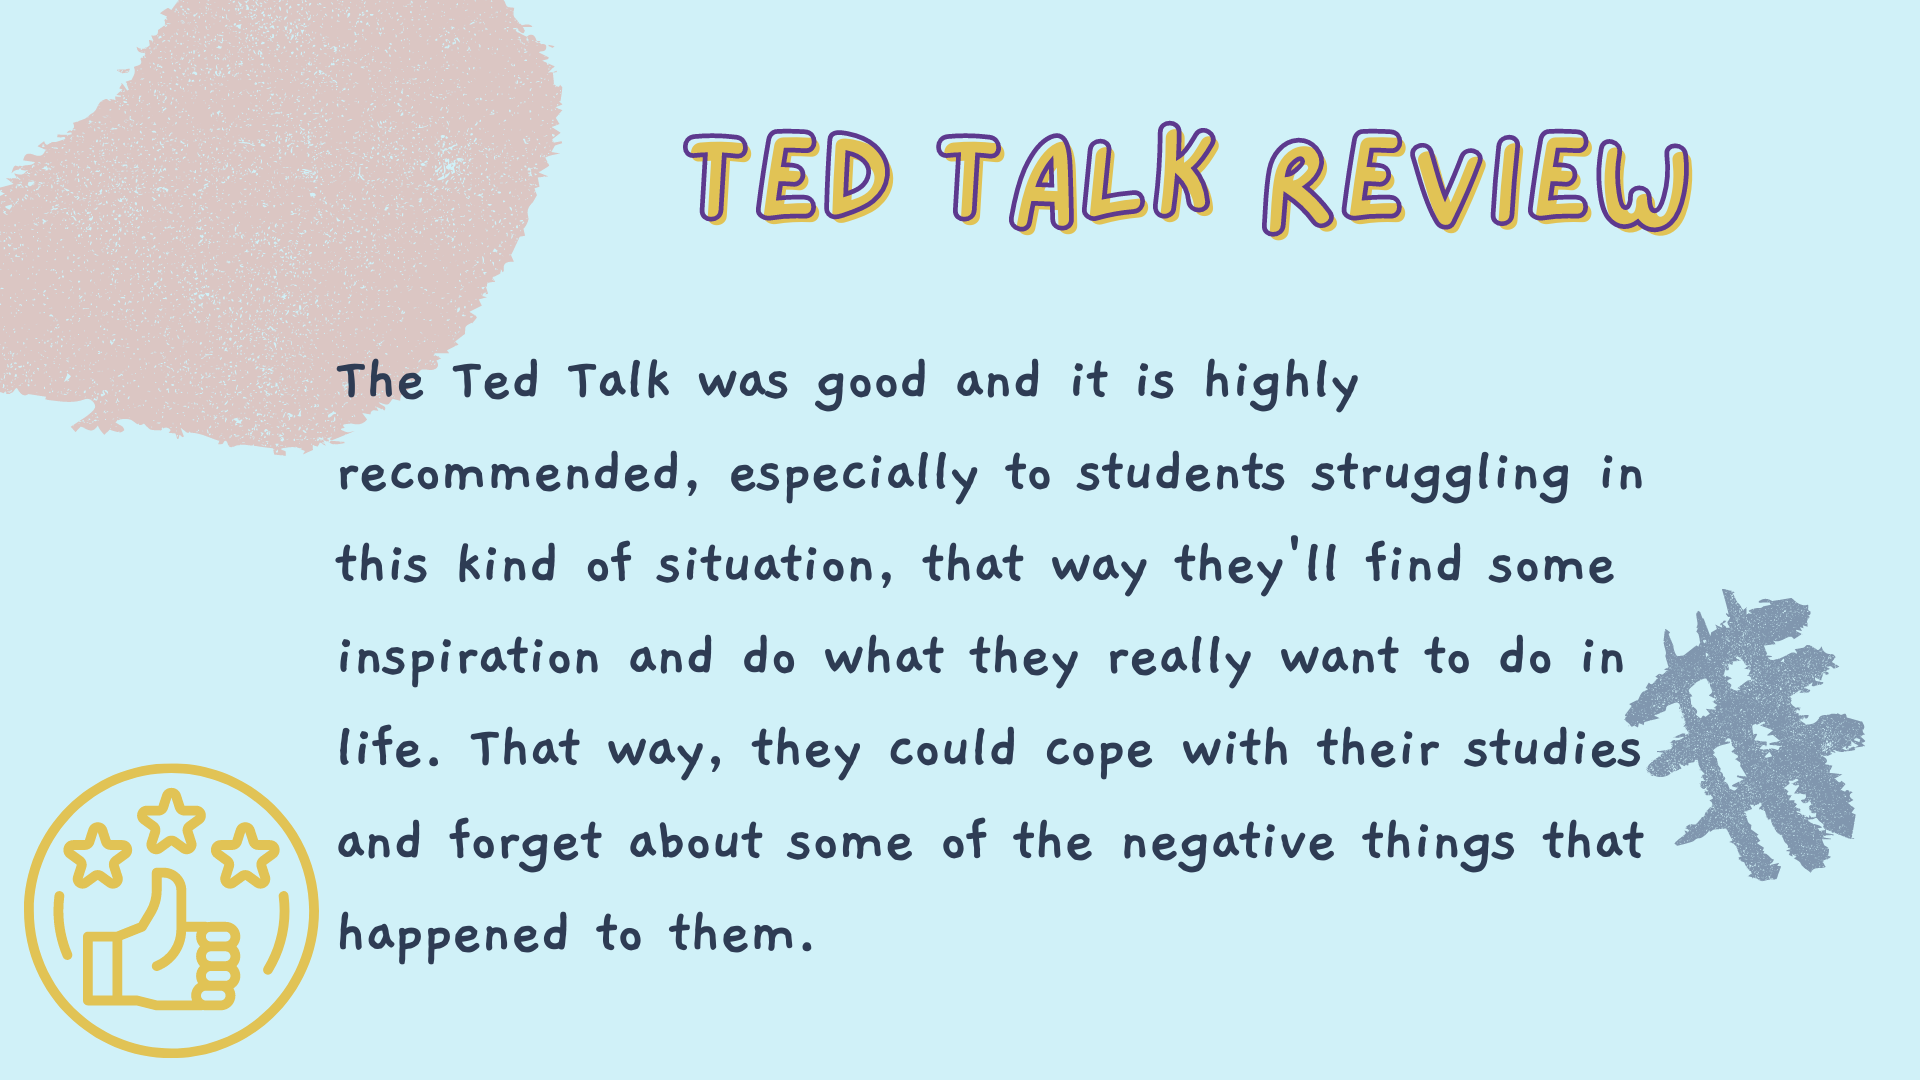 TED TALK REVIEW
The Ted Talk was good and it is highly
recommended, especially to students struggling in
this kind of situation, that way they'll find some
inspiration and do what they really want to do in
life. That way, they could cope with their studies
and forget about some of the negative things that
happened to them.